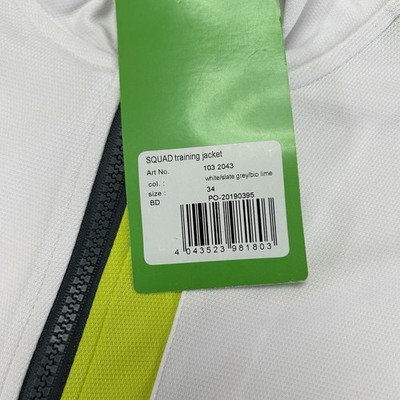 SQUAD training jacket
Art No. 103 2043
col. : white/slate grey/bio lime
size : 34
BD PO-20190395
4 043523 981803